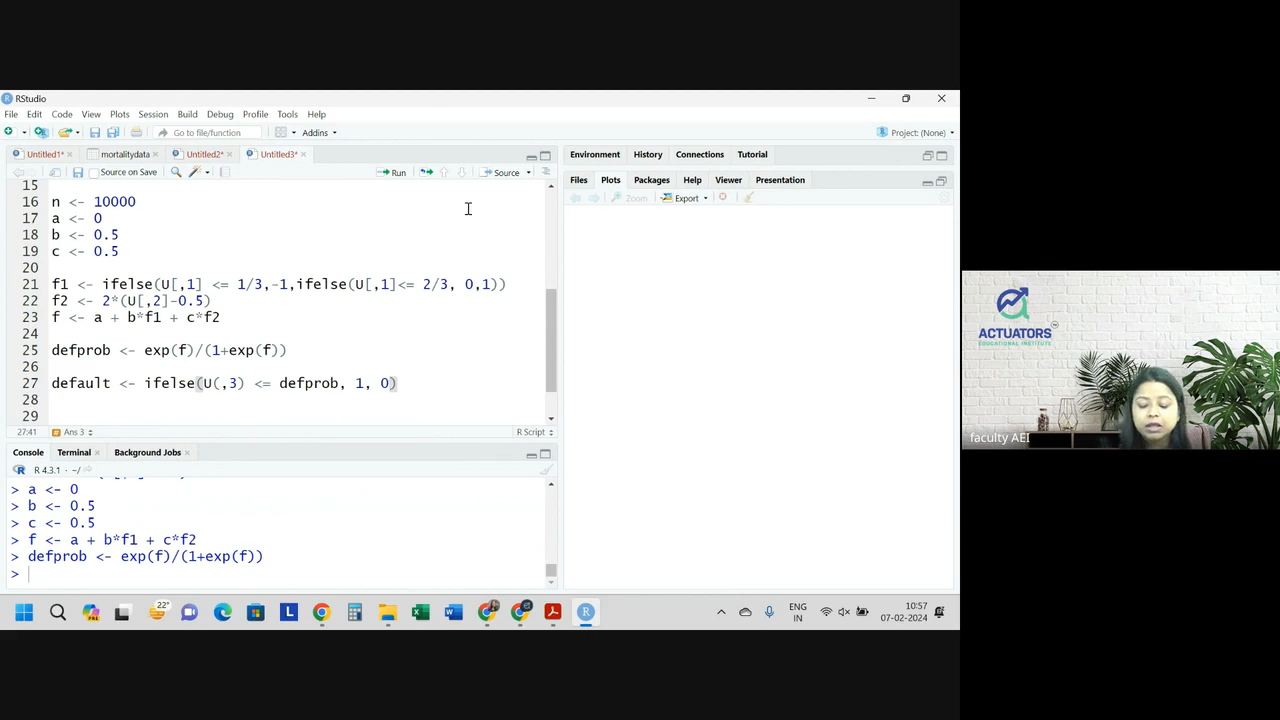 RStudio
File Edit Code View Plots Session Build Debug Profile Tools Help
Go to file/function
Addins
Project: (None)
Untitled1*
mortalitydata
Untitled2*
Untitled3*
Source on Save
Run
Source
15
16 n <- 10000
17 a <- 0
18 b <- 0.5
19 c <- 0.5
20
21 f1 <- ifelse(U[,1] <= 1/3,-1,ifelse(U[,1]<= 2/3, 0,1))
22 f2 <- 2*(U[,2]-0.5)
23 f <- a + b*f1 + c*f2
24
25 defprob <- exp(f)/(1+exp(f))
26
27 default <- ifelse(U(,3) <= defprob, 1, 0)
28
29
27:41 Ans 3 R Script
Console Terminal Background Jobs
R 4.3.1 · ~/
> a <- 0
> b <- 0.5
> c <- 0.5
> f <- a + b*f1 + c*f2
> defprob <- exp(f)/(1+exp(f))
>
Environment History Connections Tutorial
Files Plots Packages Help Viewer Presentation
Zoom Export
ACTUATORS
EDUCATIONAL INSTITUTE
faculty AEI
22°
PRE
L
ENG
IN
10:57
07-02-2024